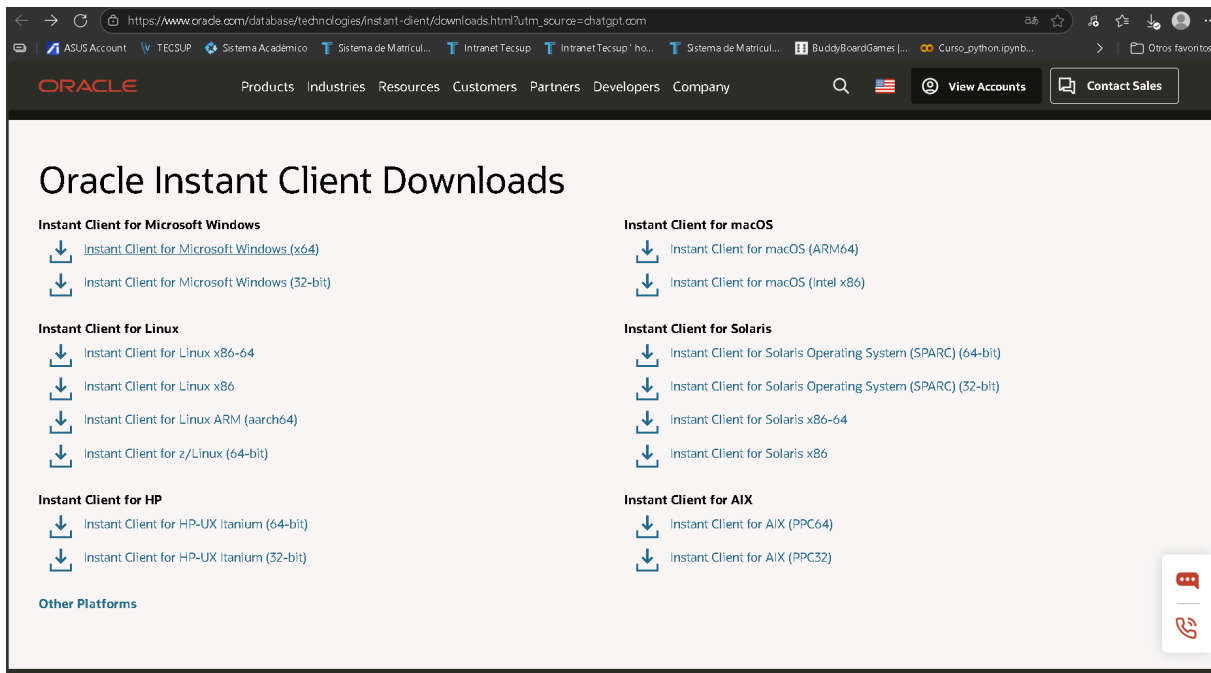 https://www.oracle.com/database/technologies/instant-client/downloads.html?utm_source=chatgpt.com
ASUS Account TECSUP Sistema Académico Sistema de Matrícul... Intranet Tecsup Intranet Tecsup ' ho... Sistema de Matrícul... BuddyBoardGames |... Curso_python.ipynb... Otros favoritos
ORACLE Products Industries Resources Customers Partners Developers Company View Accounts Contact Sales
Oracle Instant Client Downloads
Instant Client for Microsoft Windows
Instant Client for Microsoft Windows (x64)
Instant Client for Microsoft Windows (32-bit)
Instant Client for Linux
Instant Client for Linux x86-64
Instant Client for Linux x86
Instant Client for Linux ARM (aarch64)
Instant Client for z/Linux (64-bit)
Instant Client for HP
Instant Client for HP-UX Itanium (64-bit)
Instant Client for HP-UX Itanium (32-bit)
Other Platforms
Instant Client for macOS
Instant Client for macOS (ARM64)
Instant Client for macOS (Intel x86)
Instant Client for Solaris
Instant Client for Solaris Operating System (SPARC) (64-bit)
Instant Client for Solaris Operating System (SPARC) (32-bit)
Instant Client for Solaris x86-64
Instant Client for Solaris x86
Instant Client for AIX
Instant Client for AIX (PPC64)
Instant Client for AIX (PPC32)